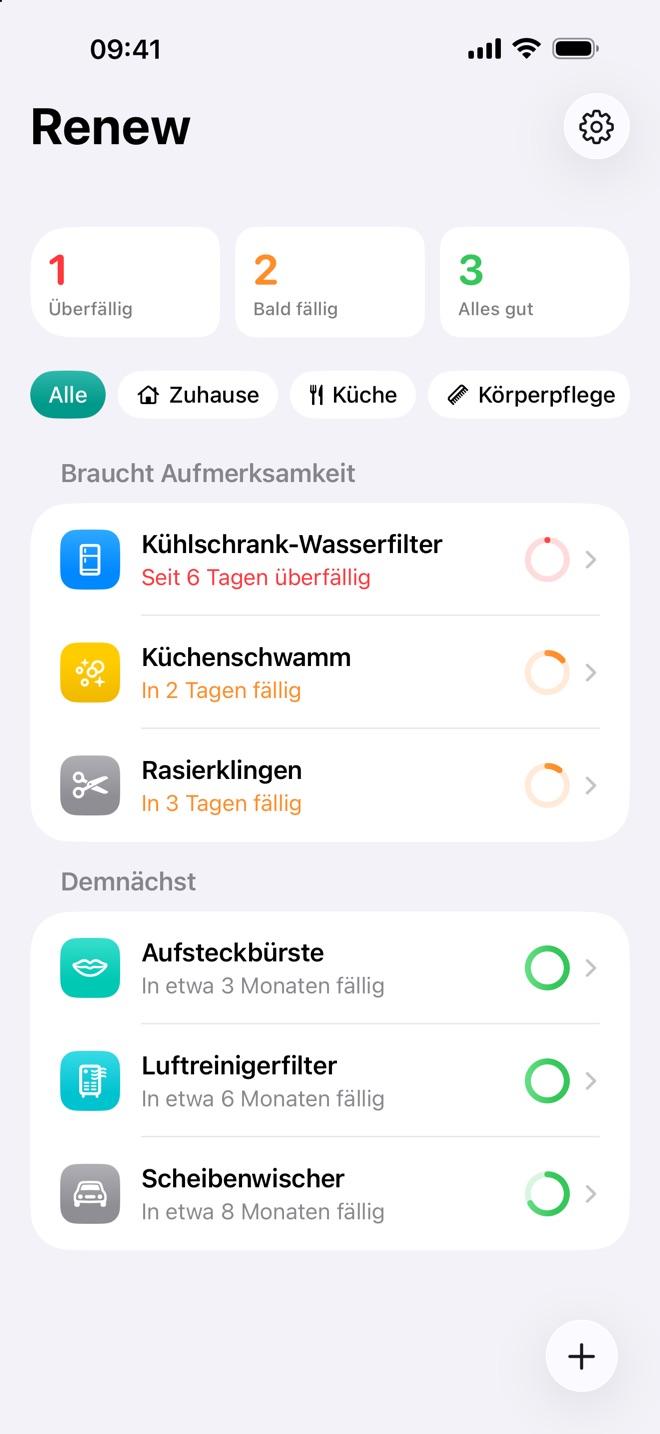 09:41
Renew
1
Überfällig
2
Bald fällig
3
Alles gut
Alle
Zuhause
Küche
Körperpflege
Braucht Aufmerksamkeit
Kühlschrank-Wasserfilter
Seit 6 Tagen überfällig
Küchenschwamm
In 2 Tagen fällig
Rasierklingen
In 3 Tagen fällig
Demnächst
Aufsteckbürste
In etwa 3 Monaten fällig
Luftreinigerfilter
In etwa 6 Monaten fällig
Scheibenwischer
In etwa 8 Monaten fällig